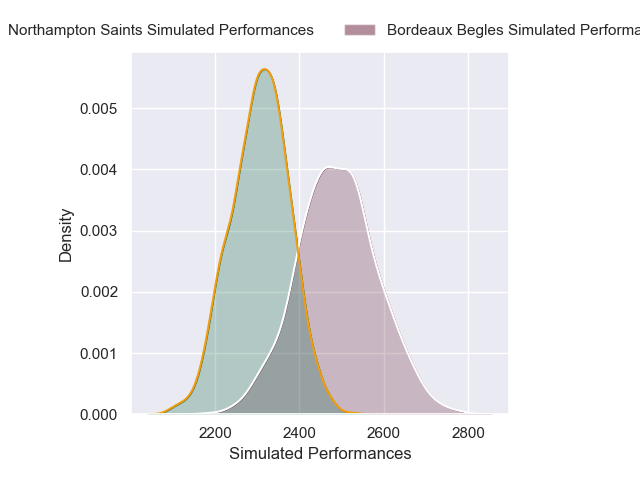 Northampton Saints Simulated Performances Bordeaux Begles Simulated
0.005
0.004
0.003
0.002
0.001
0.000
Density
2200 2400 2600 2800
Simulated Performances